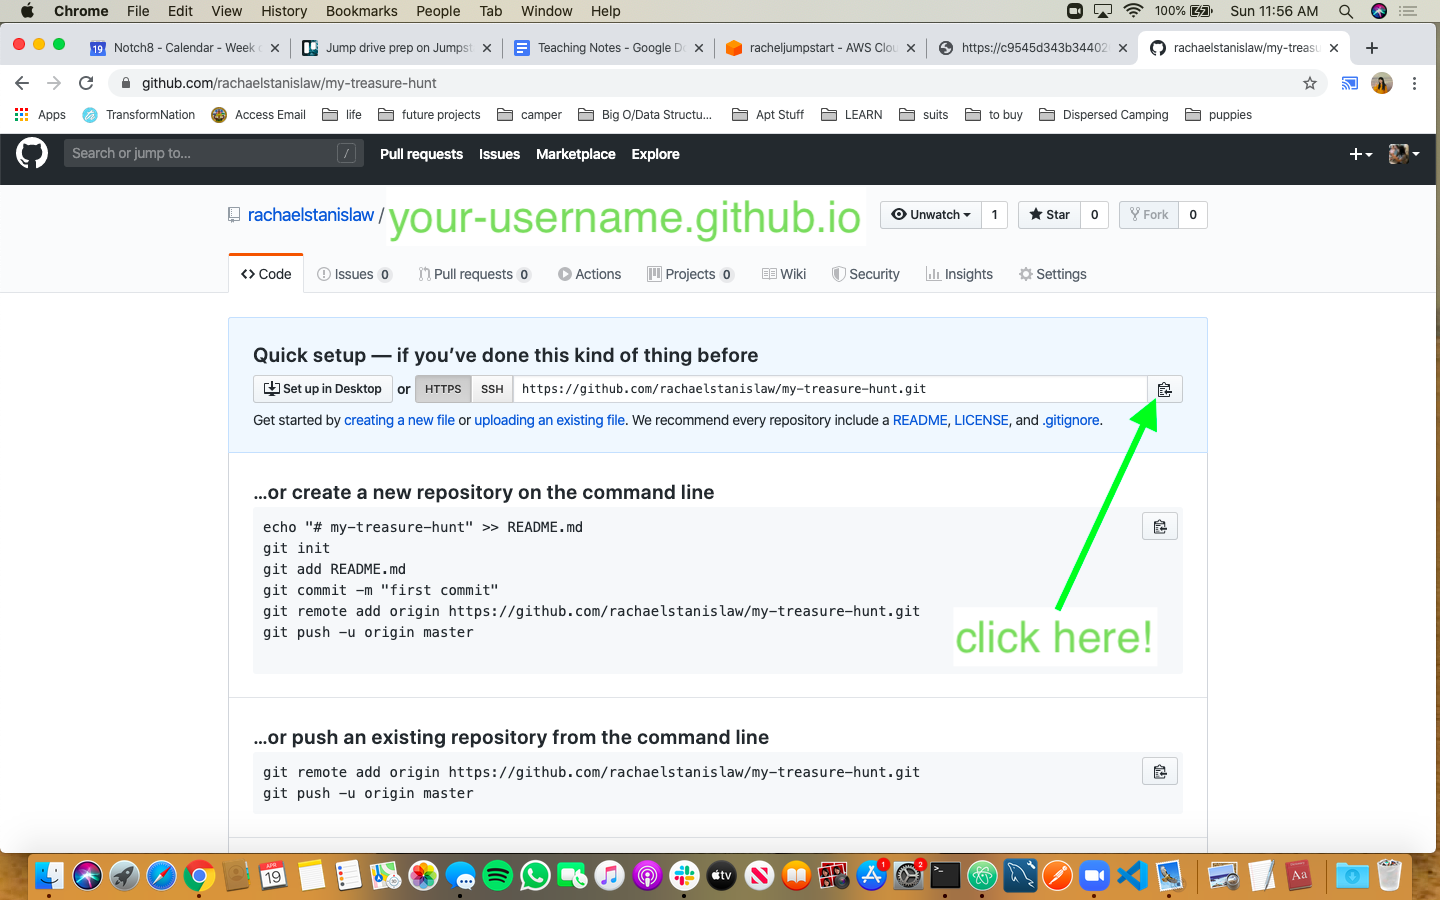 Chrome File Edit View History Bookmarks People Tab Window Help 100% Sun 11:56 AM
19 Notch8 - Calendar - Week Jump drive prep on Jumpst Teaching Notes - Google D racheljumpstart - AWS Clou https://c9545d343b34402 rachaelstanislaw/my-treasu
github.com/rachaelstanislaw/my-treasure-hunt
Apps TransformNation Access Email life future projects camper Big O/Data Structu... Apt Stuff LEARN suits to buy Dispersed Camping puppies
Search or jump to... / Pull requests Issues Marketplace Explore
rachaelstanislaw / your-username.github.io Unwatch 1 Star 0 Fork 0
Code Issues 0 Pull requests 0 Actions Projects 0 Wiki Security Insights Settings
Quick setup — if you've done this kind of thing before
Set up in Desktop or HTTPS SSH https://github.com/rachaelstanislaw/my-treasure-hunt.git
Get started by creating a new file or uploading an existing file. We recommend every repository include a README, LICENSE, and .gitignore.
...or create a new repository on the command line
echo "# my-treasure-hunt" >> README.md
git init
git add README.md
git commit -m "first commit"
git remote add origin https://github.com/rachaelstanislaw/my-treasure-hunt.git
git push -u origin master
click here!
...or push an existing repository from the command line
git remote add origin https://github.com/rachaelstanislaw/my-treasure-hunt.git
git push -u origin master
APR 19 tv 1 2 Aa